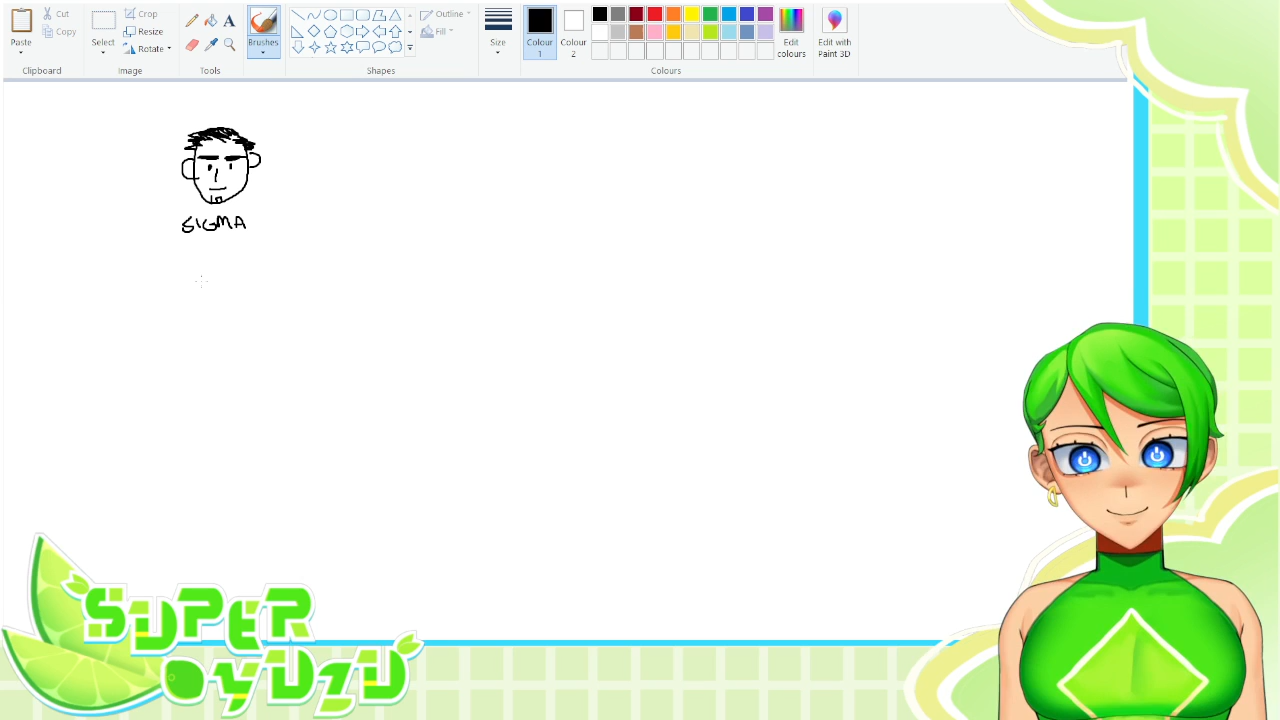 Paste
Cut
Select
Crop
Resize
Rotate
Brushes
Outline
Fill
Size
Colour 1
Colour 2
Edit colours
Edit with Paint 3D
Clipboard
Image
Tools
Shapes
Colours
A
SIGMA
SUPER
OYUZU